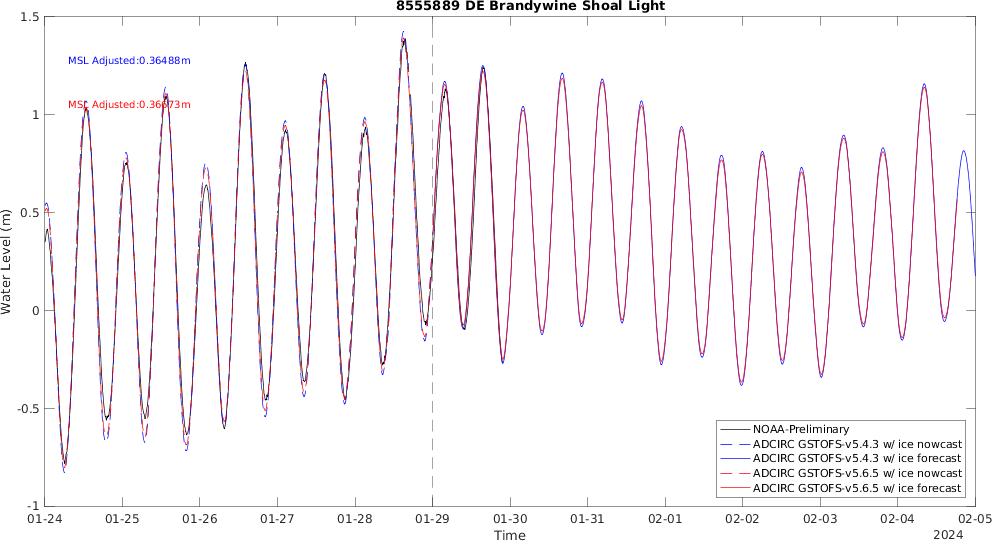 8555889 DE Brandywine Shoal Light
1.5
1
0.5
0
-0.5
-1
Water Level (m)
MSL Adjusted:0.36488m
MSL Adjusted:0.36673m
NOAA-Preliminary
ADCIRC GSTOFS-v5.4.3 w/ ice nowcast
ADCIRC GSTOFS-v5.4.3 w/ ice forecast
ADCIRC GSTOFS-v5.6.5 w/ ice nowcast
ADCIRC GSTOFS-v5.6.5 w/ ice forecast
01-24 01-25 01-26 01-27 01-28 01-29 01-30 01-31 02-01 02-02 02-03 02-04 02-05
Time
2024